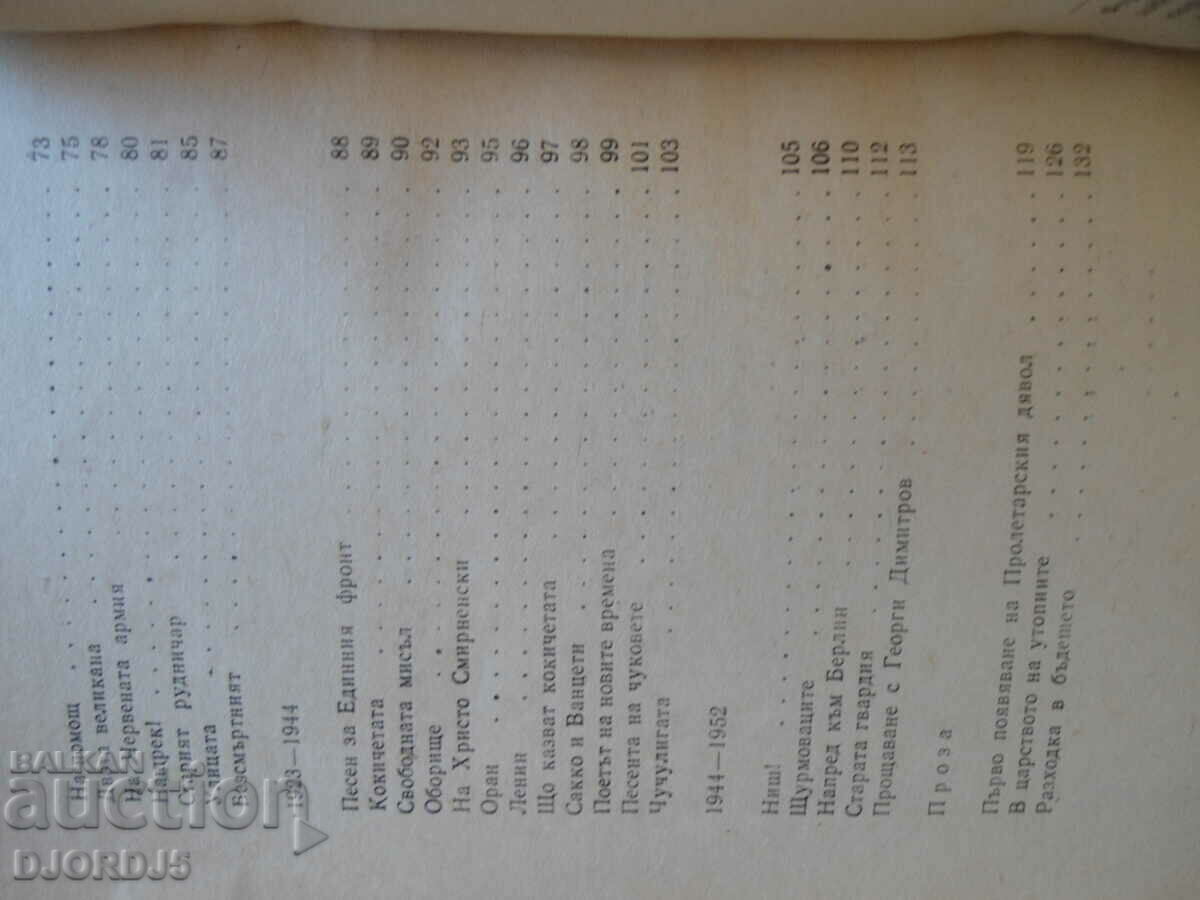 На помощ 73
великана 75
На червената армия 78
Напрек! 80
Старият рудничар 81
Улицата 85
Безсмъртният 87
1923—1944
Песен за Единния фронт 88
Кокичетата 89
Свободната мисъл 90
Оборище 92
На Христо Смирненски 93
Оран 95
Ленин 96
Що казват кокичетата 97
Сакко и Ванцети 98
Поетът на новите времена 99
Песента на чуковете 101
Чучулигата 103
1944—1952
Ниш! 105
Щурмоваците 106
Напред към Берлин 110
Старата гвардия 112
Прощаване с Георги Димитров 113
Проза
Първо появяване на Пролетарския дявол 119
В царството на утопиите 126
Разходка в бъдещето 132
BALKAN
auction
DJORDJ5